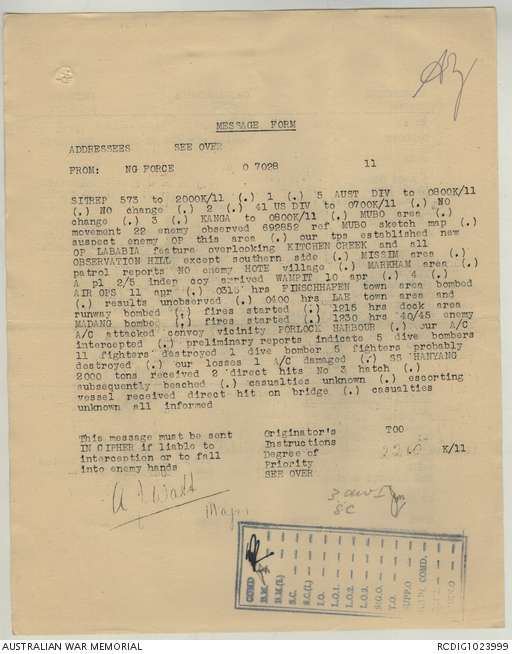 MESSAGE FORM
ADDRESSEES SEE OVER
FROM: NG FORCE O 7028 11
SITREP 573 to 2000K/11 (.) 1 (.) 5 AUST DIV to 0800K/11
(.) NO change (.) 2 (.) 41 US DIV to 0700K/11 (.) NO
change (.) 3 (.) KANGA to 0800K/11 (.) MUBO area (.)
movement 22 enemy observed 692852 ref MUBO sketch map (.)
suspect enemy OP this area (.) our tps established new
OP LABABIA feature overlooking KITCHEN CREEK and all
OBSERVATION HILL except southern side (.) MISSIM area (.)
patrol reports NO enemy HOTE village (.) MARKHAM area (.)
A pl 2/5 indep coy arrived WAMPIT 10 apr (.) 4 (.)
AIR OPS 11 apr (.) 0315 hrs FINSCHHAFEN town area bombed
(.) results unobserved (.) 0400 hrs LAE town area and
runway bombed (.) fires started (.) 1215 hrs dock area
MADANG bombed (.) fires started (.) 1230 hrs 40/45 enemy
A/C attacked convoy vicinity PORLOCK HARBOUR (.) our A/C
intercepted (.) preliminary reports indicate 5 dive bombers
11 fighters destroyed 1 dive bomber 6 fighters probably
destroyed (.) our losses 1 A/C damaged (.) SS HANYANG
2000 tons received 2 direct hits No 3 hatch (.)
subsequently beached (.) casualties unknown (.) escorting
vessel received direct hit on bridge (.) casualties
unknown all informed
This message must be sent
IN CIPHER if liable to
interception or to fall
into enemy hands
Originator's TOO
Instructions
Degree of K/11
Priority
SEE OVER
A J Watt
Major
COMD
B.M.
B.M.(S.)
S.C.
S.C.(L.)
I.O.
L.O.1.
L.O.2.
L.O.3.
S.G.O.
T.O.
SUPP.O
COMD.
AUSTRALIAN WAR MEMORIAL RCDIG1023999